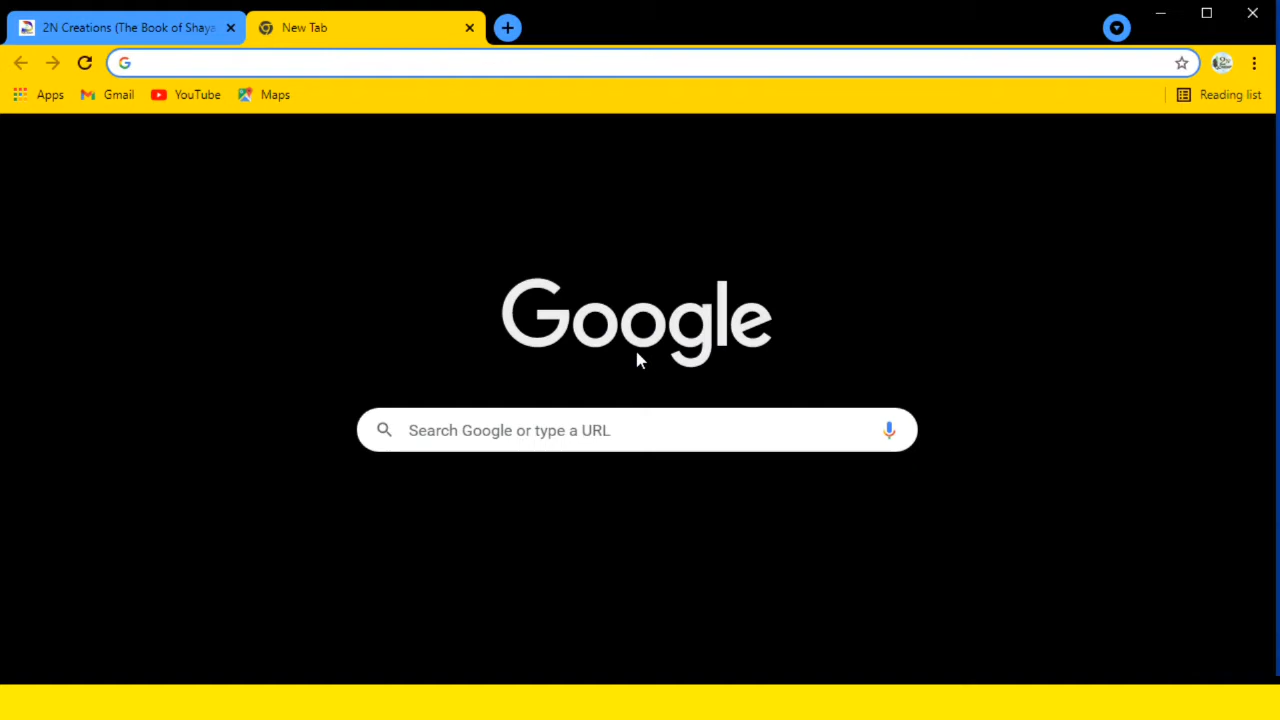 2N Creations (The Book of Shaya
New Tab
Apps
Gmail
YouTube
Maps
Reading list
Google
Search Google or type a URL